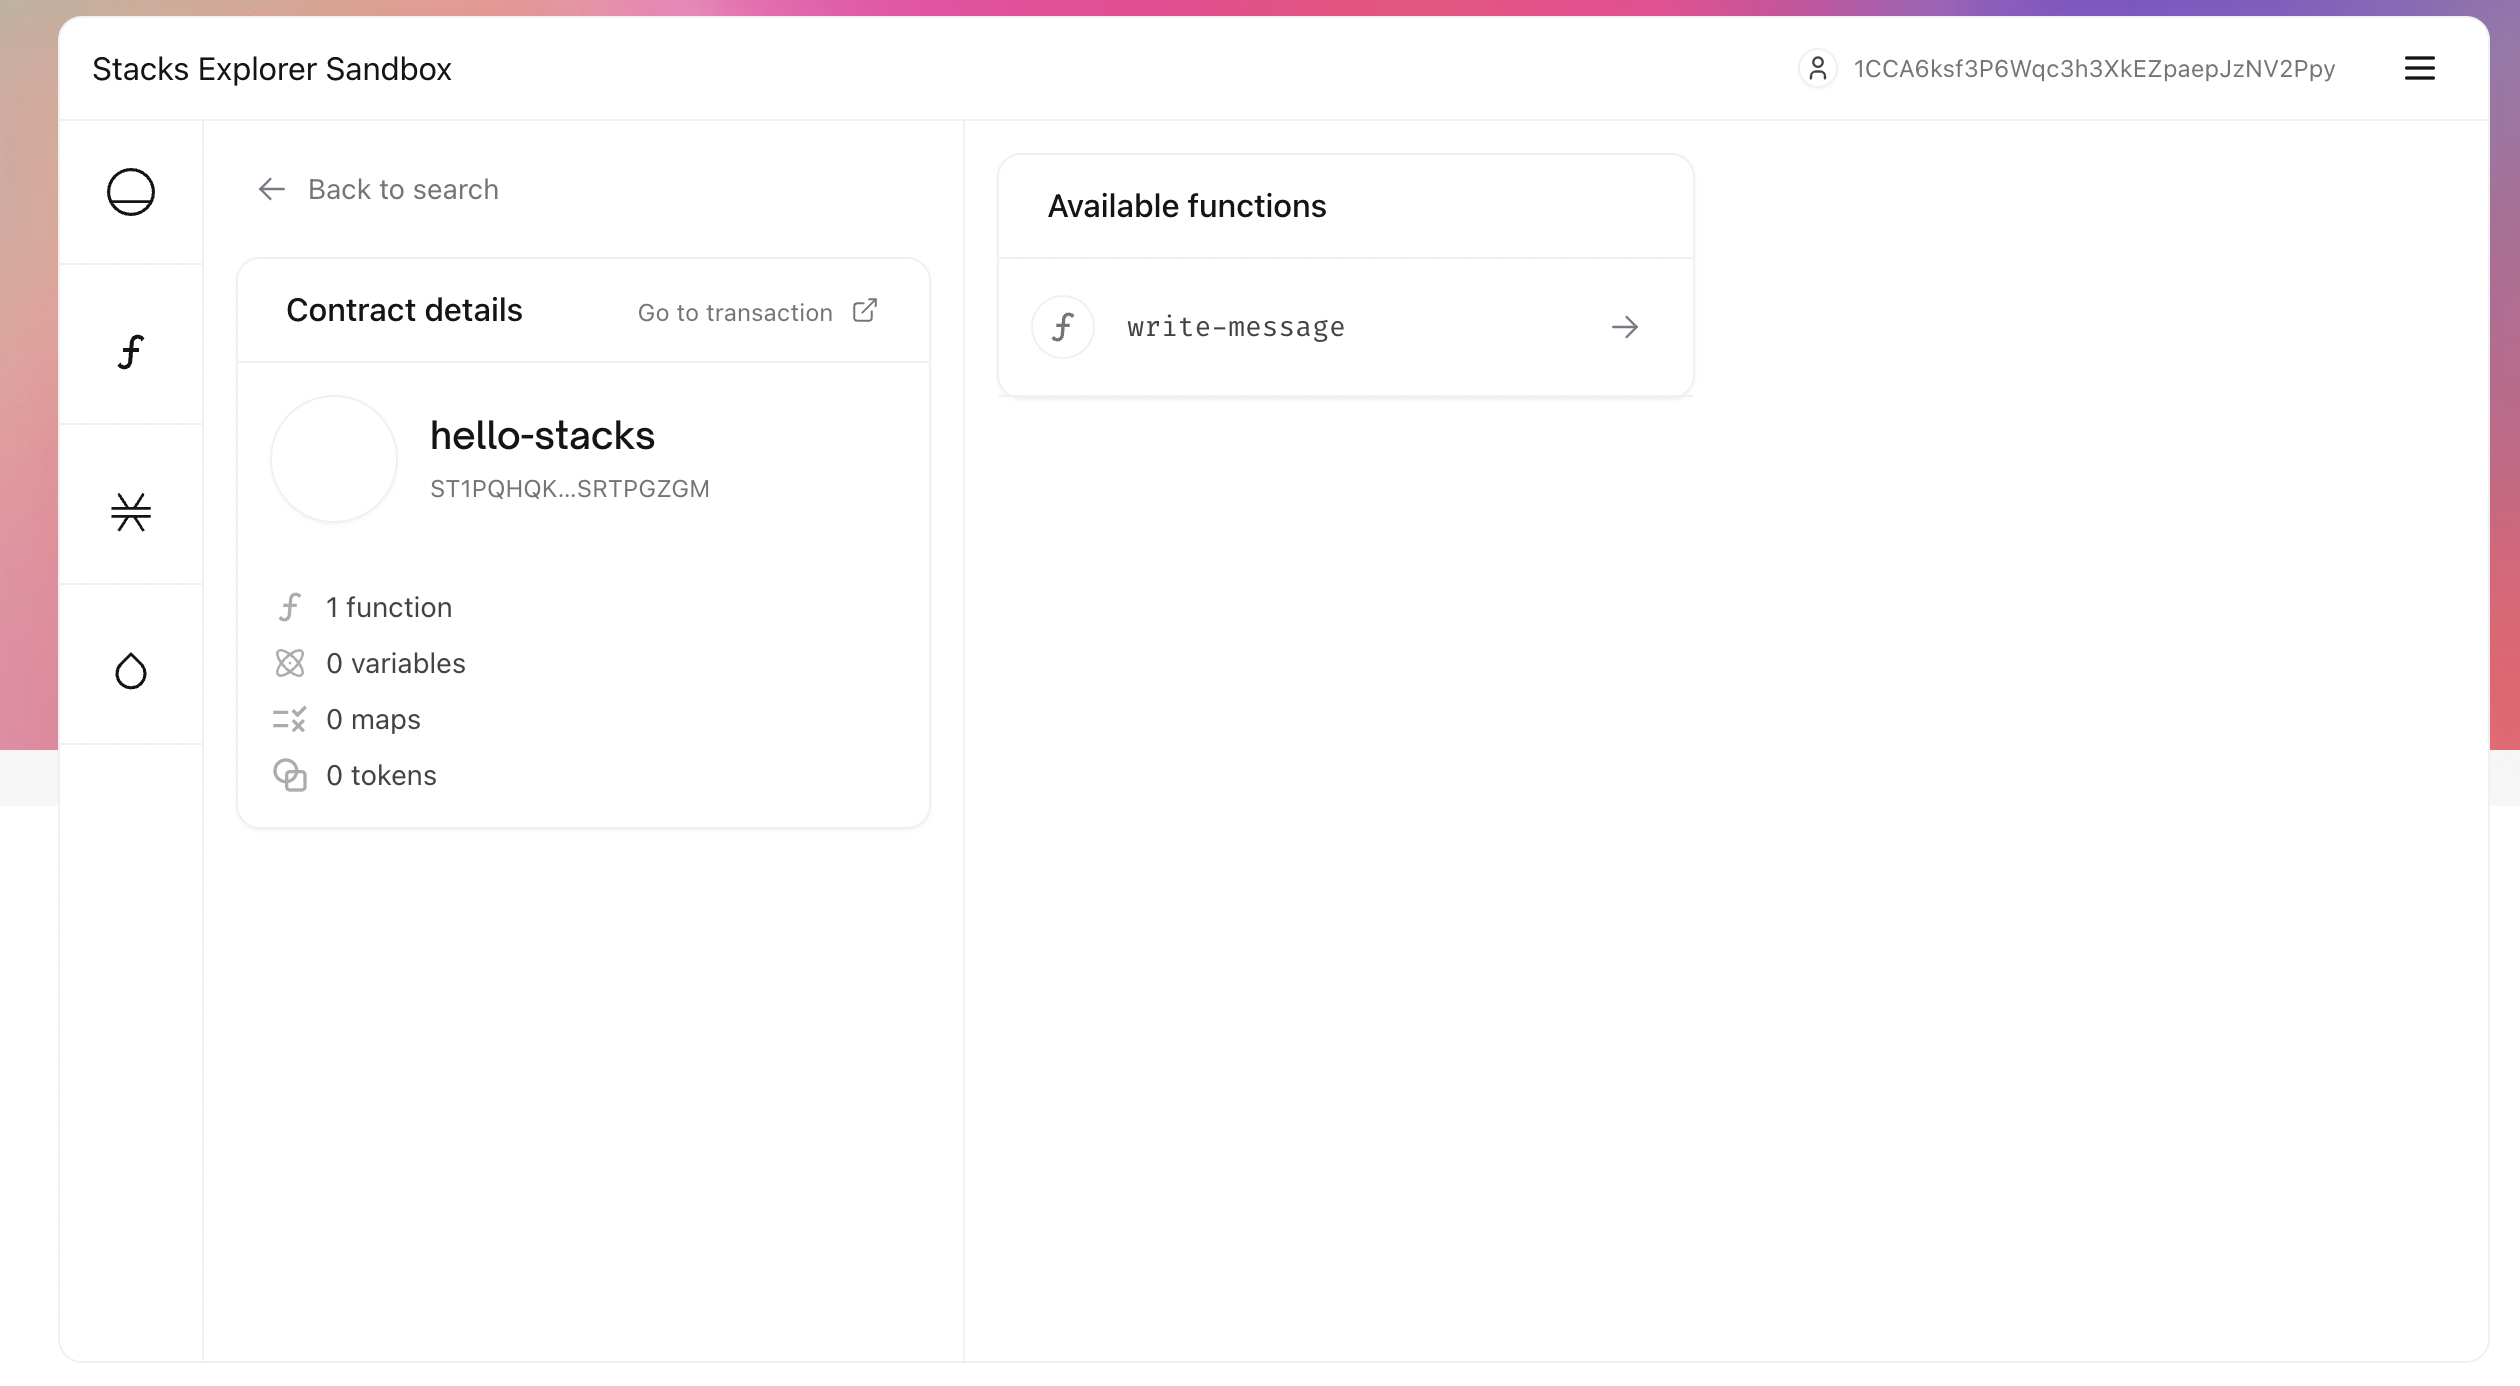 Stacks Explorer Sandbox
1CCA6ksf3P6Wqc3h3XkEZpaepJzNV2Ppy
Back to search
Contract details
Go to transaction
hello-stacks
ST1PQHQK...SRTPGZGM
1 function
0 variables
0 maps
0 tokens
Available functions
write-message